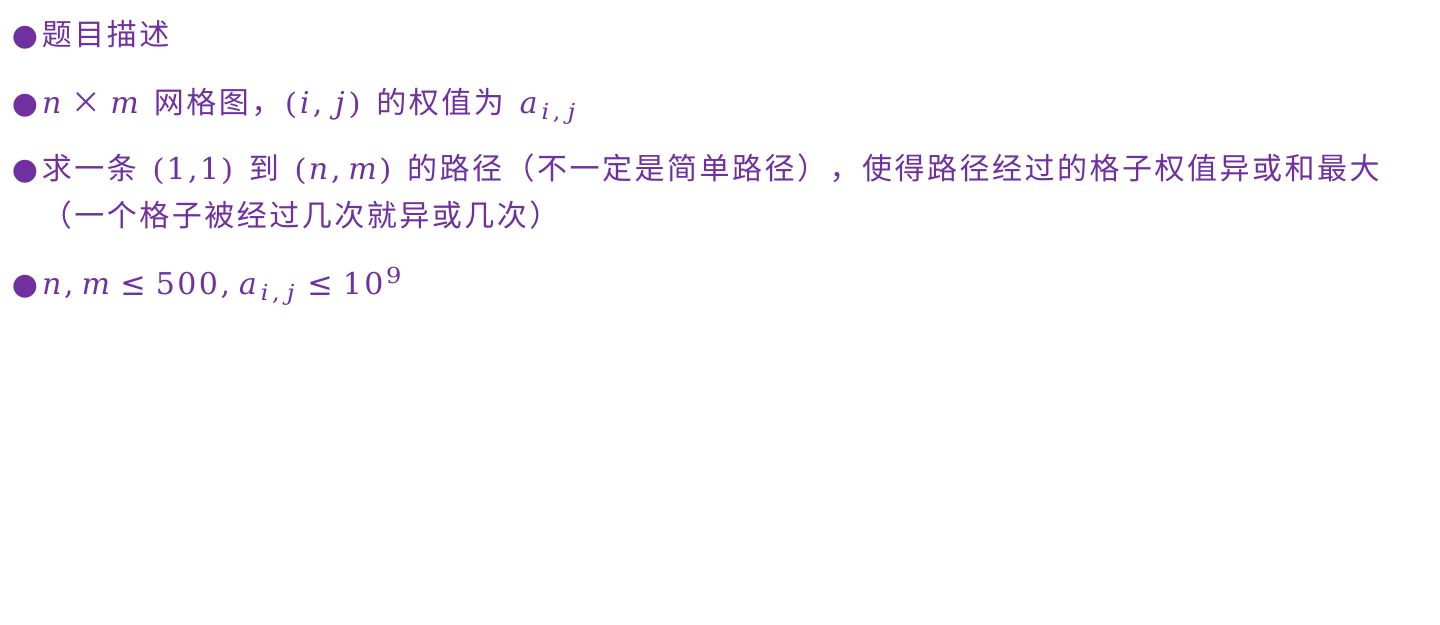 ●题目描述
●n × m 网格图，(i, j) 的权值为 a_{i,j}
●求一条 (1,1) 到 (n, m) 的路径（不一定是简单路径），使得路径经过的格子权值异或和最大
（一个格子被经过几次就异或几次）
●n, m ≤ 500, a_{i,j} ≤ 10^9